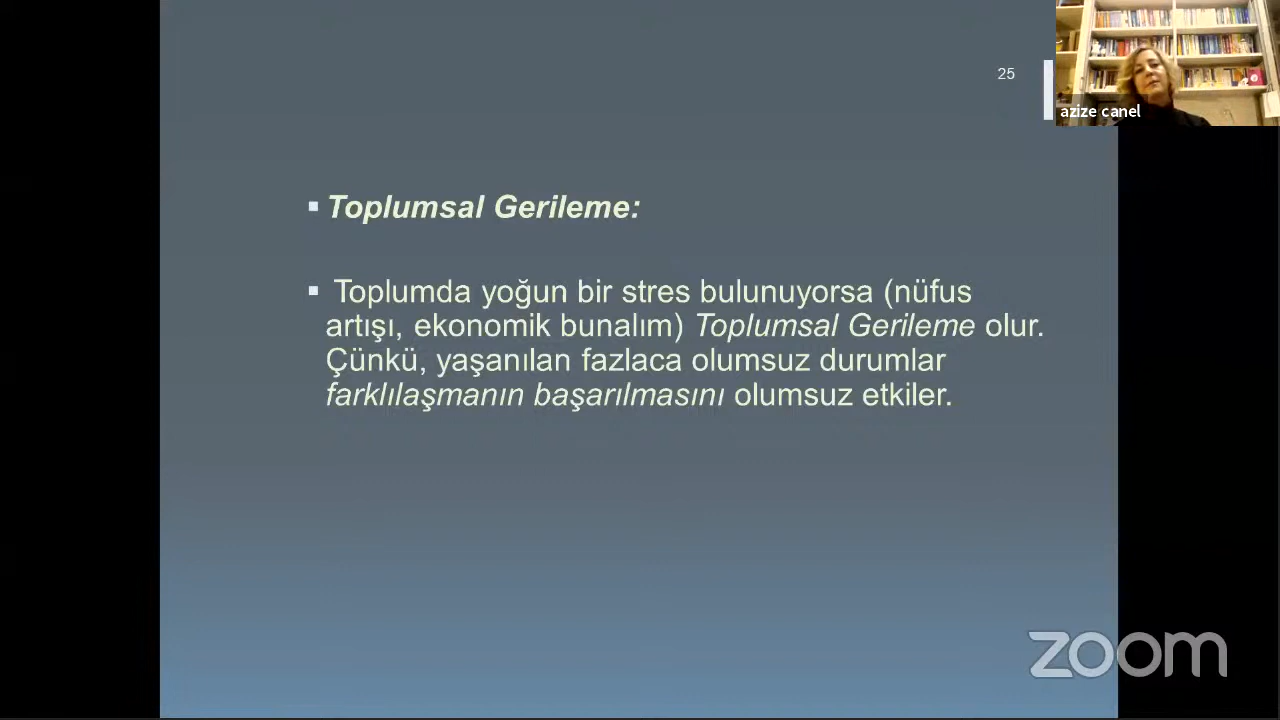 25
azize canel
▪ Toplumsal Gerileme:
▪ Toplumda yoğun bir stres bulunuyorsa (nüfus
artışı, ekonomik bunalım) Toplumsal Gerileme olur.
Çünkü, yaşanılan fazlaca olumsuz durumlar
farklılaşmanın başarılmasını olumsuz etkiler.
zoom